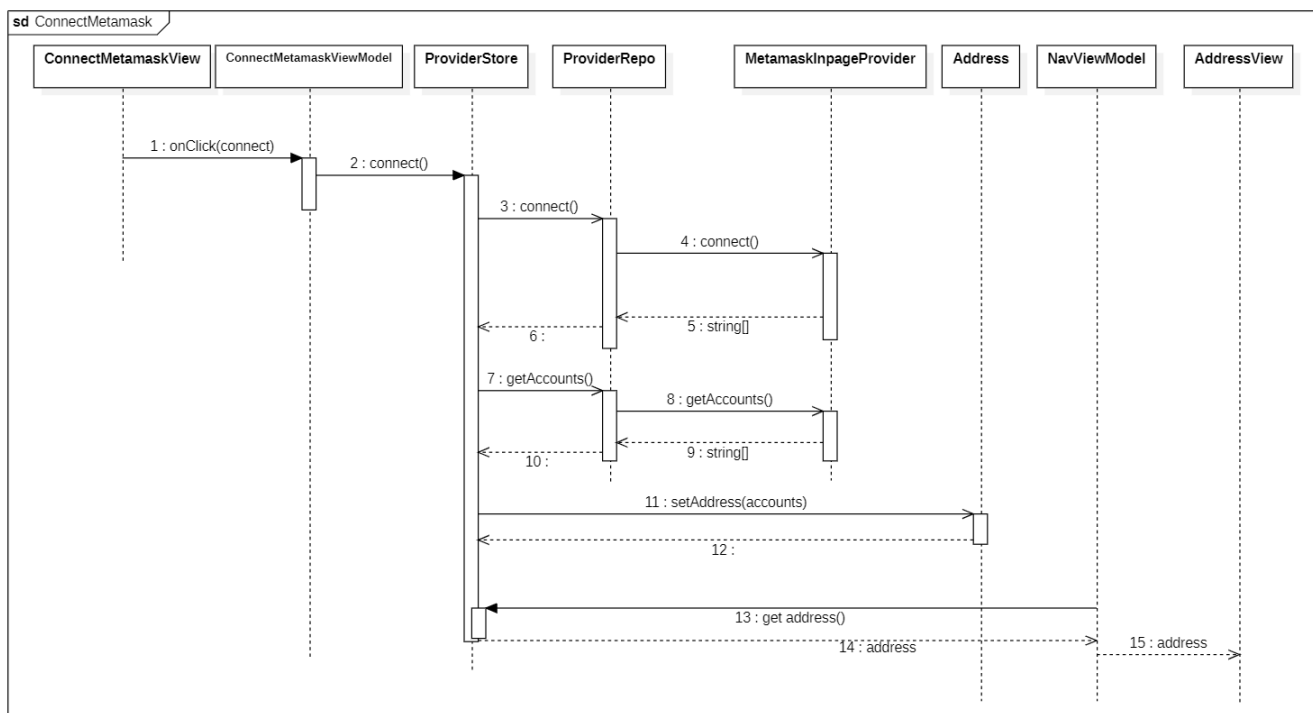 sd ConnectMetamask
ConnectMetamaskView
ConnectMetamaskViewModel
ProviderStore
ProviderRepo
MetamaskInpageProvider
Address
NavViewModel
AddressView
1 : onClick(connect)
2 : connect()
3 : connect()
4 : connect()
5 : string[]
6 :
7 : getAccounts()
8 : getAccounts()
9 : string[]
10 :
11 : setAddress(accounts)
12 :
13 : get address()
14 : address
15 : address